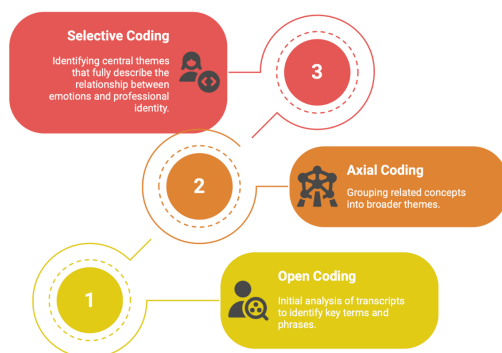 Selective Coding
Identifying central themes
that fully describe the
relationship between
emotions and professional
identity.
3
2
Axial Coding
Grouping related concepts
into broader themes.
1
Open Coding
Initial analysis of transcripts
to identify key terms and
phrases.